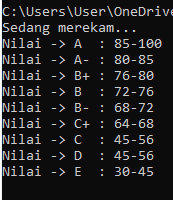 C:\Users\User\OneDrive
Sedang merekam...
Nilai -> A : 85-100
Nilai -> A- : 80-85
Nilai -> B+ : 76-80
Nilai -> B : 72-76
Nilai -> B- : 68-72
Nilai -> C+ : 64-68
Nilai -> C : 45-56
Nilai -> D : 45-56
Nilai -> E : 30-45